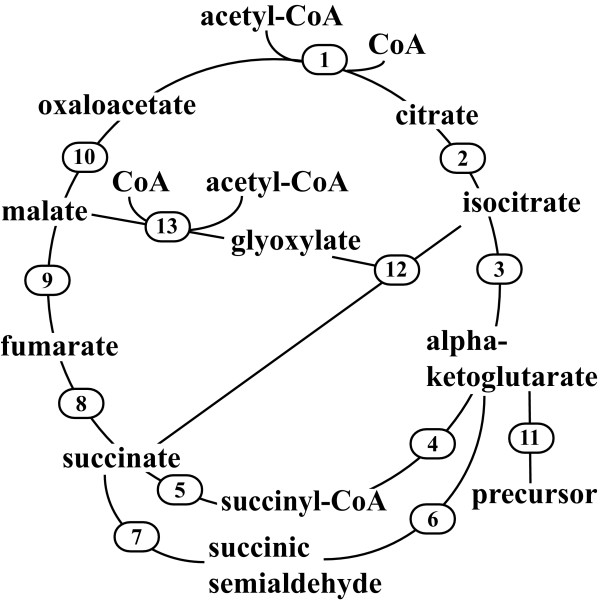 acetyl-CoA
CoA
1
oxaloacetate
citrate
10
2
CoA
acetyl-CoA
malate
isocitrate
13
glyoxylate
12
3
9
fumarate
alpha-
ketoglutarate
8
4
11
succinate
5
succinyl-CoA
precursor
6
7
succinic
semialdehyde